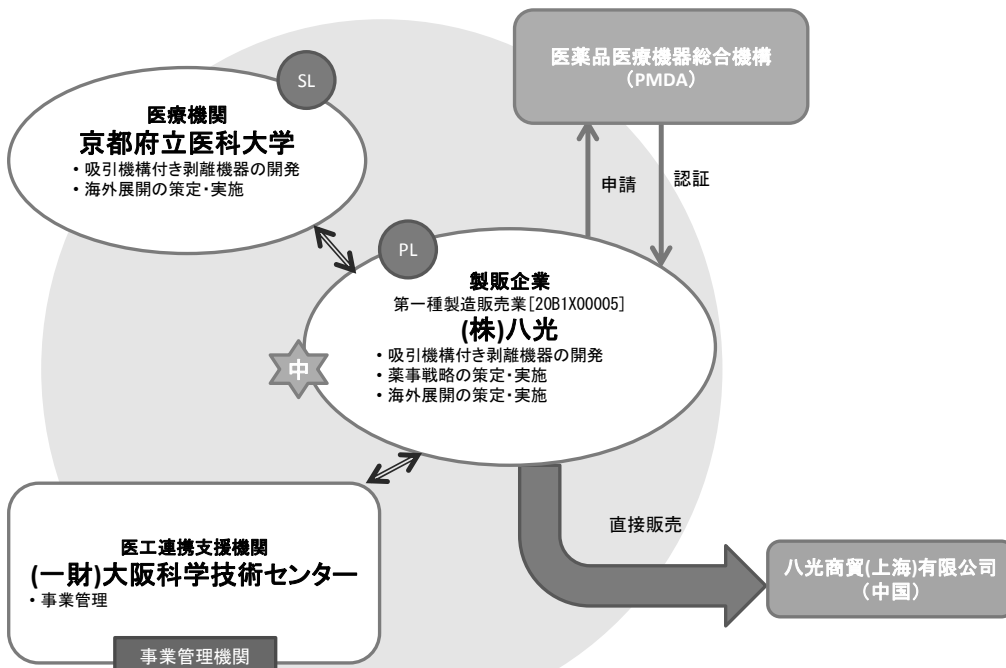 医薬品医療機器総合機構
（PMDA）
SL
医療機関
京都府立医科大学
・吸引機構付き剥離機器の開発
・海外展開の策定・実施
申請
認証
PL
製販企業
第一種製造販売業[20B1X00005]
(株)八光
・吸引機構付き剥離機器の開発
・薬事戦略の策定・実施
・海外展開の策定・実施
中
医工連携支援機関
(一財)大阪科学技術センター
・事業管理
事業管理機関
直接販売
八光商貿(上海)有限公司
（中国）